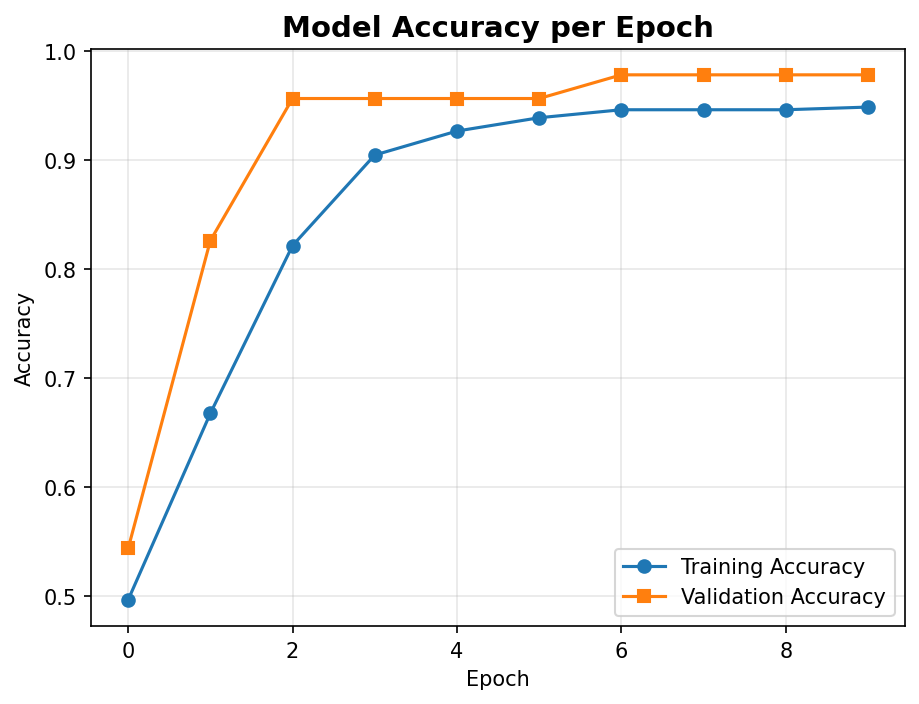 Model Accuracy per Epoch
1.0
0.9
0.8
0.7
0.6
0.5
Accuracy
0 2 4 6 8
Epoch
Training Accuracy
Validation Accuracy